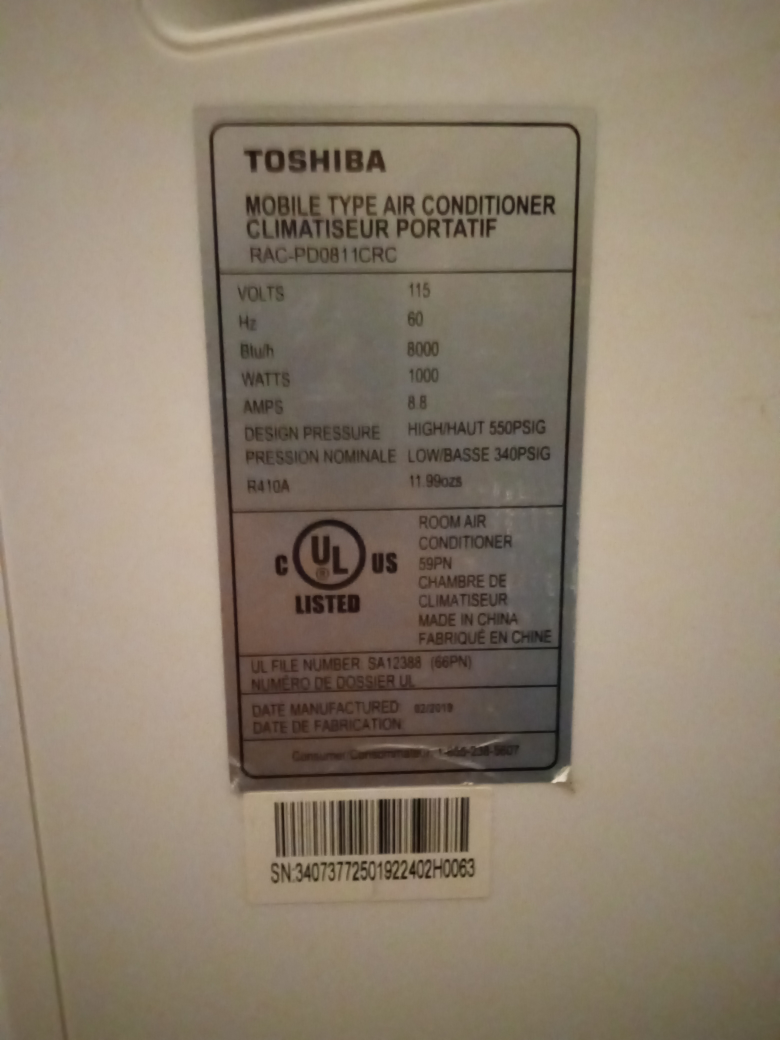 TOSHIBA
MOBILE TYPE AIR CONDITIONER
CLIMATISEUR PORTATIF
RAC-PD0811CRC
VOLTS 115
Hz 60
Btu/h 8000
WATTS 1000
AMPS 8.8
DESIGN PRESSURE HIGH/HAUT 550PSIG
PRESSION NOMINALE LOW/BASSE 340PSIG
R410A 11.99ozs
C UL ® US
LISTED
ROOM AIR
CONDITIONER
59PN
CHAMBRE DE
CLIMATISEUR
MADE IN CHINA
FABRIQUÉ EN CHINE
UL FILE NUMBER: SA12388 (66PN)
NUMÉRO DE DOSSIER UL
DATE MANUFACTURED: 02/2019
DATE DE FABRICATION:
SN:34073772501922402H0063